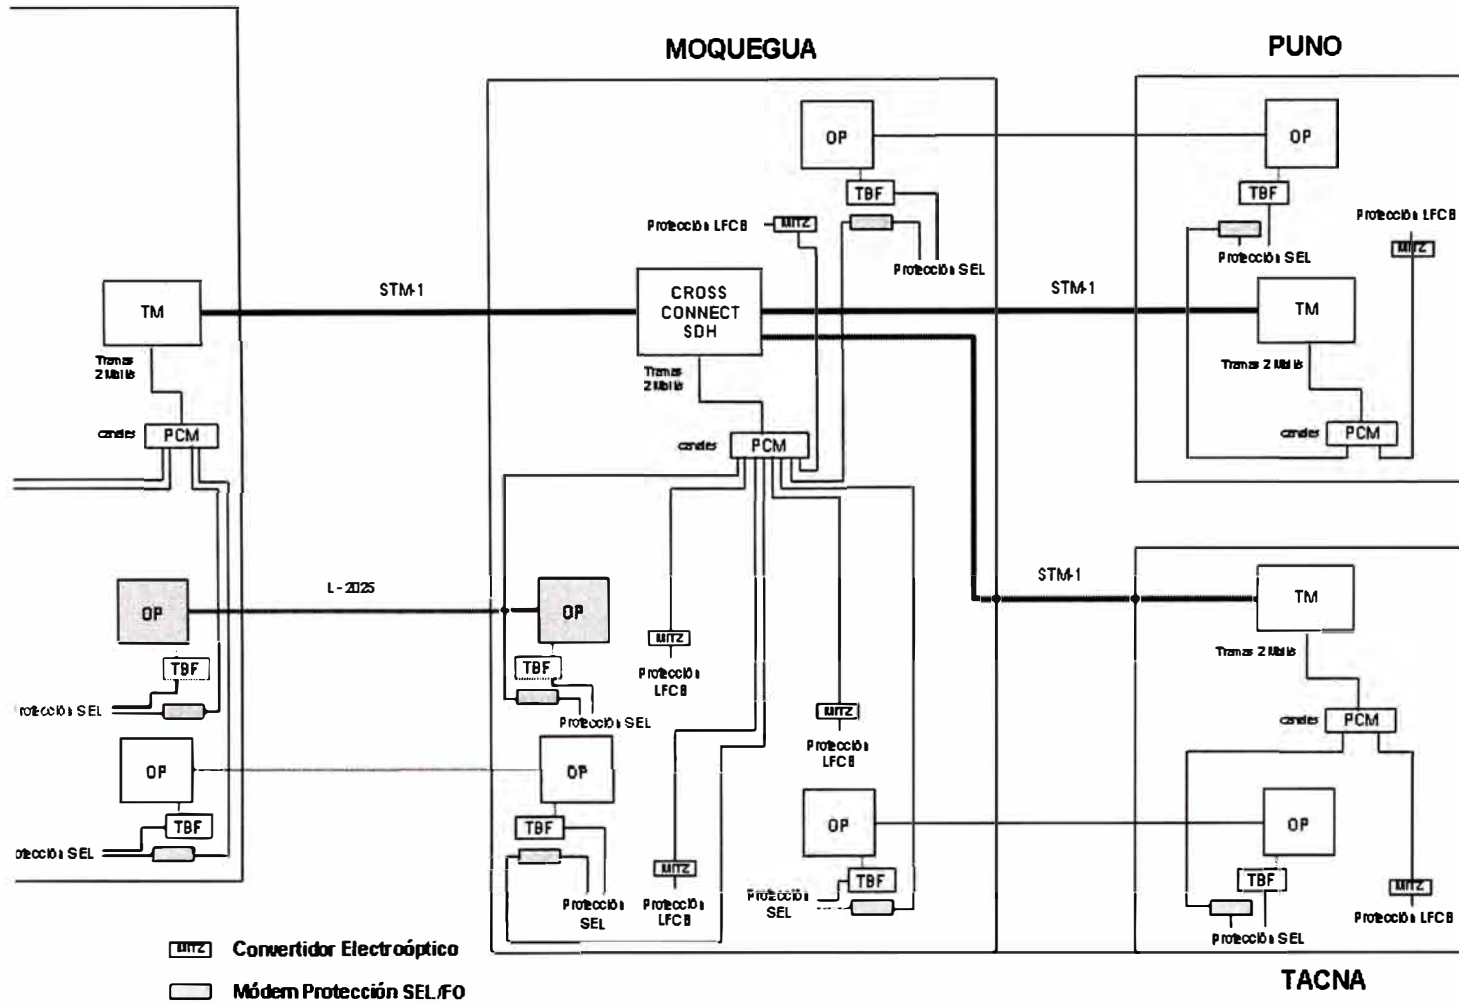 MOQUEGUA
PUNO
OP
OP
TBF
TBF
Protección LFCB
MITZ
Protección LFCB
MITZ
Protección SEL
Protección SEL
STM-1
STM-1
TM
CROSS
CONNECT
SDH
TM
Tramas
2 Mbit/s
Tramas
2 Mbit/s
Tramas 2 Mbit/s
canales
PCM
canales
PCM
canales
PCM
L-2025
STM-1
OP
OP
TM
TBF
TBF
MITZ
Protección
LFCB
Tramas 2 Mbit/s
Protección SEL
MITZ
canales
PCM
rotección SEL
Protección
LFCB
OP
OP
OP
OP
TBF
TBF
otección SEL
MITZ
TBF
TBF
MITZ
Protección
SEL
Protección
LFCB
Protección
SEL
Protección LFCB
Protección SEL
MITZ Convertidor Electroóptico
Módem Protección SEL/FO
TACNA